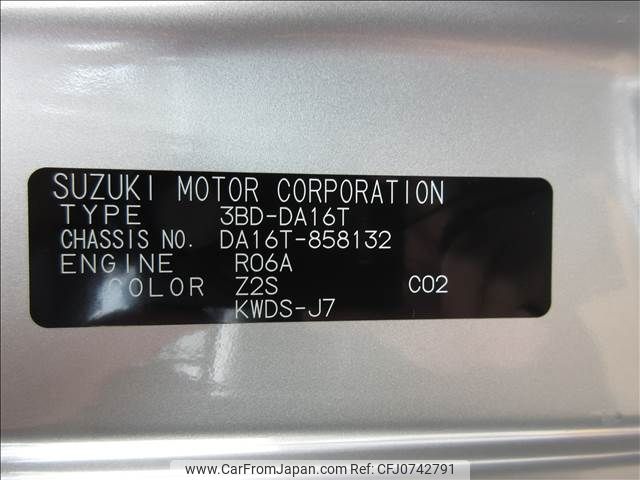 SUZUKI MOTOR CORPORATION
TYPE 3BD-DA16T
CHASSIS NO. DA16T-858132
ENGINE R06A
COLOR Z2S C02
KWDS-J7
www.CarFromJapan.com | ID:CFJ0742791